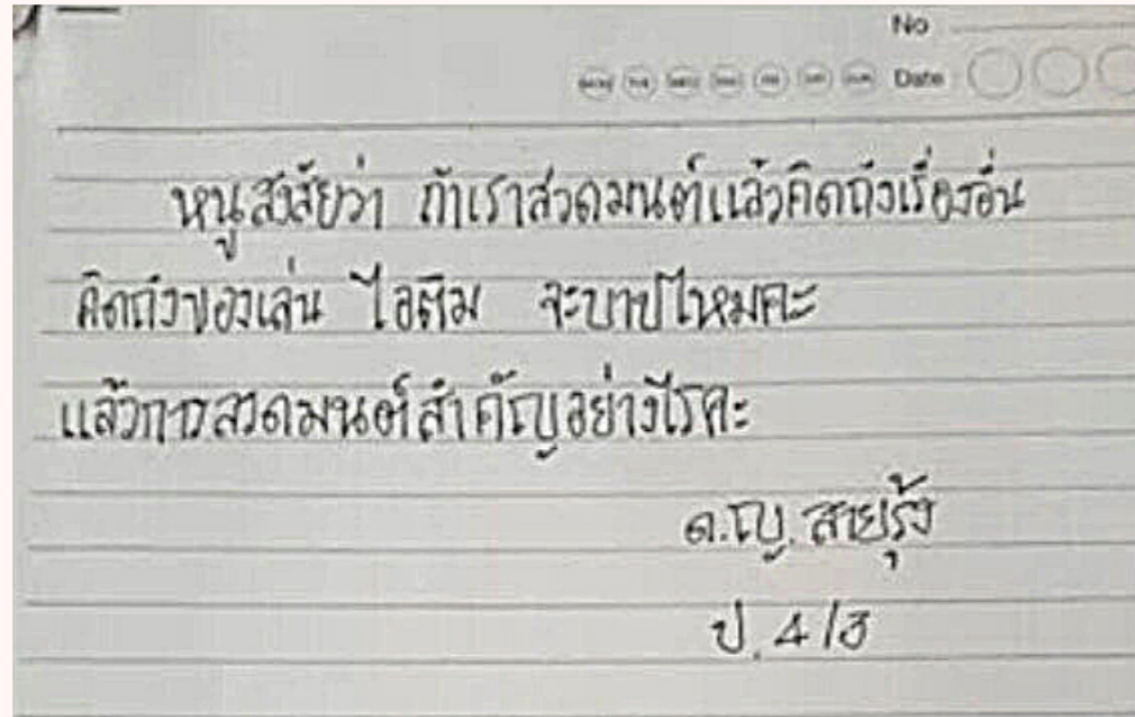 No
Date
หนูสงสัยว่า ถ้าเราสวดมนต์แล้วคิดถึงเรื่องอื่น
คิดถึงของเล่น ไอติม จะบาปไหมคะ
แล้วการสวดมนต์สำคัญอย่างไรคะ
ด.ญ. สายรุ้ง
ป. 4/3